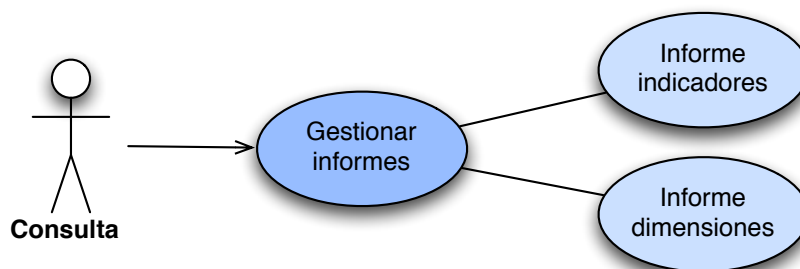 Consulta
Gestionar
informes
Informe
indicadores
Informe
dimensiones